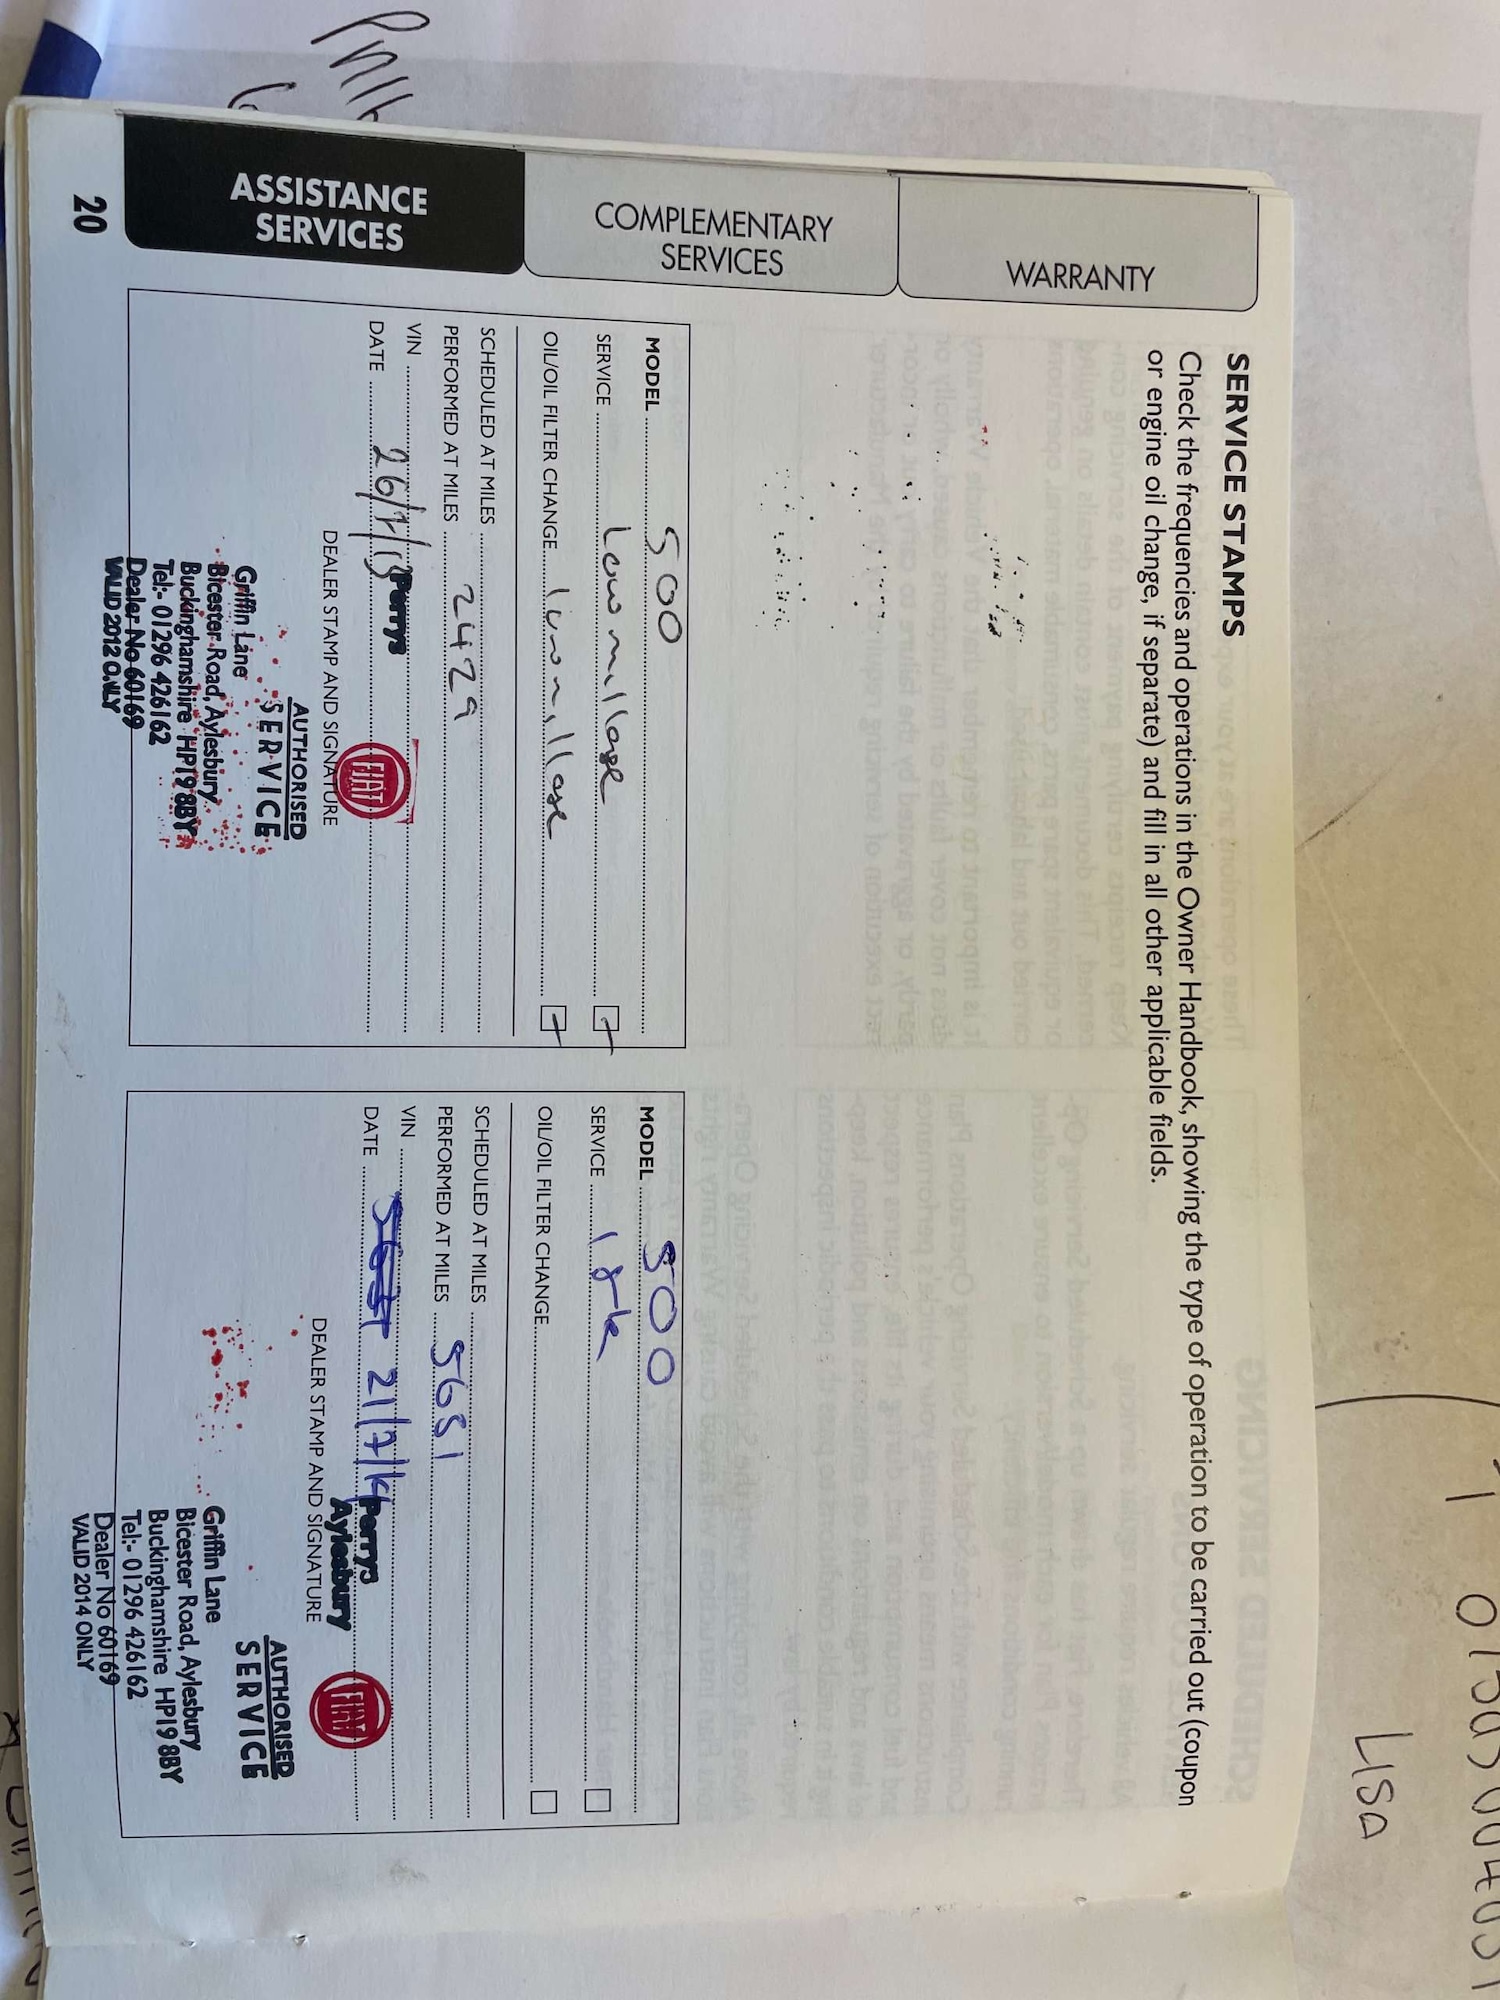 SERVICE STAMPS
Check the frequencies and operations in the Owner Handbook, showing the type of operation to be carried out (coupon
or engine oil change, if separate) and fill in all other applicable fields.
WARRANTY
COMPLEMENTARY
SERVICES
ASSISTANCE
SERVICES
20
MODEL 500
SERVICE Low millage
OIL/OIL FILTER CHANGE low millage
SCHEDULED AT MILES
PERFORMED AT MILES 2429
VIN
DATE 26/7/13
Perrys
FIAT
DEALER STAMP AND SIGNATURE
AUTHORISED
SERVICE
Griffin Lane
Bicester Road, Aylesbury
Buckinghamshire HP19 8BY
Tel:- 01296 426162
Dealer No 60169
VALID 2012 ONLY
MODEL 500
SERVICE 18k
OIL/OIL FILTER CHANGE
SCHEDULED AT MILES
PERFORMED AT MILES 5651
VIN
DATE 21/7/14
Perrys
Aylesbury
FIAT
DEALER STAMP AND SIGNATURE
AUTHORISED
SERVICE
Griffin Lane
Bicester Road, Aylesbury
Buckinghamshire HP19 8BY
Tel:- 01296 426162
Dealer No 60169
VALID 2014 ONLY
LISA